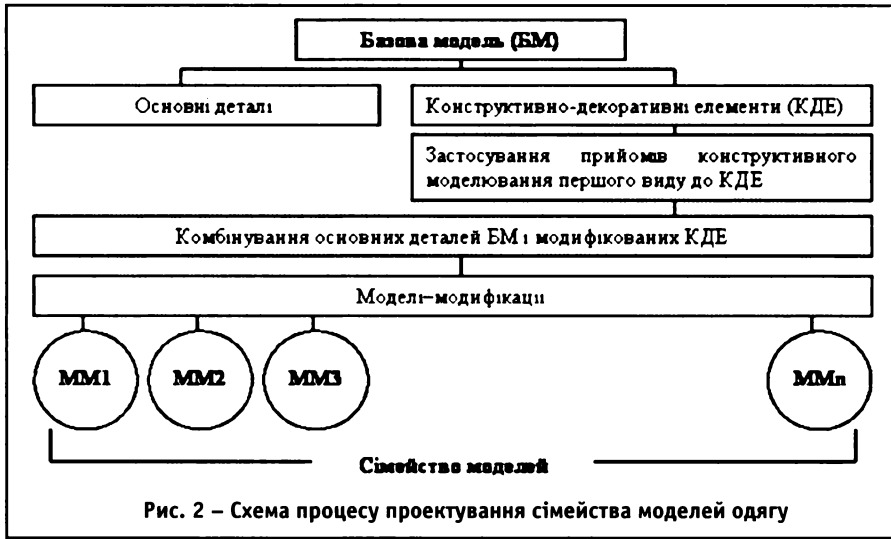 Базова модель (БМ)
Основні деталі
Конструктивно-декоративні елементи (КДЕ)
Застосування прийомів конструктивного
моделювання першого виду до КДЕ
Комбінування основних деталей БМ і модифікованих КДЕ
Моделі–модифікації
ММ1 ММ2 ММ3 ММn
Сімейство моделей
Рис. 2 – Схема процесу проектування сімейства моделей одягу